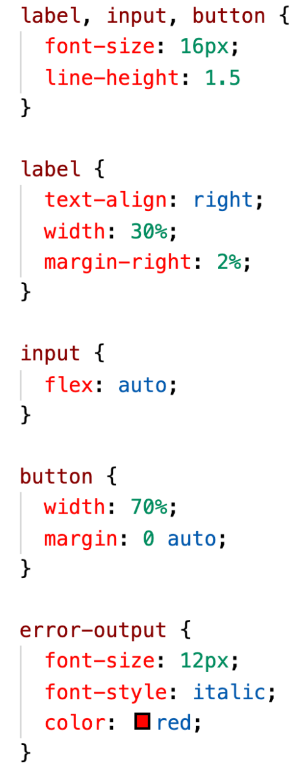 label, input, button {
  font-size: 16px;
  line-height: 1.5
}

label {
  text-align: right;
  width: 30%;
  margin-right: 2%;
}

input {
  flex: auto;
}

button {
  width: 70%;
  margin: 0 auto;
}

error-output {
  font-size: 12px;
  font-style: italic;
  color: red;
}